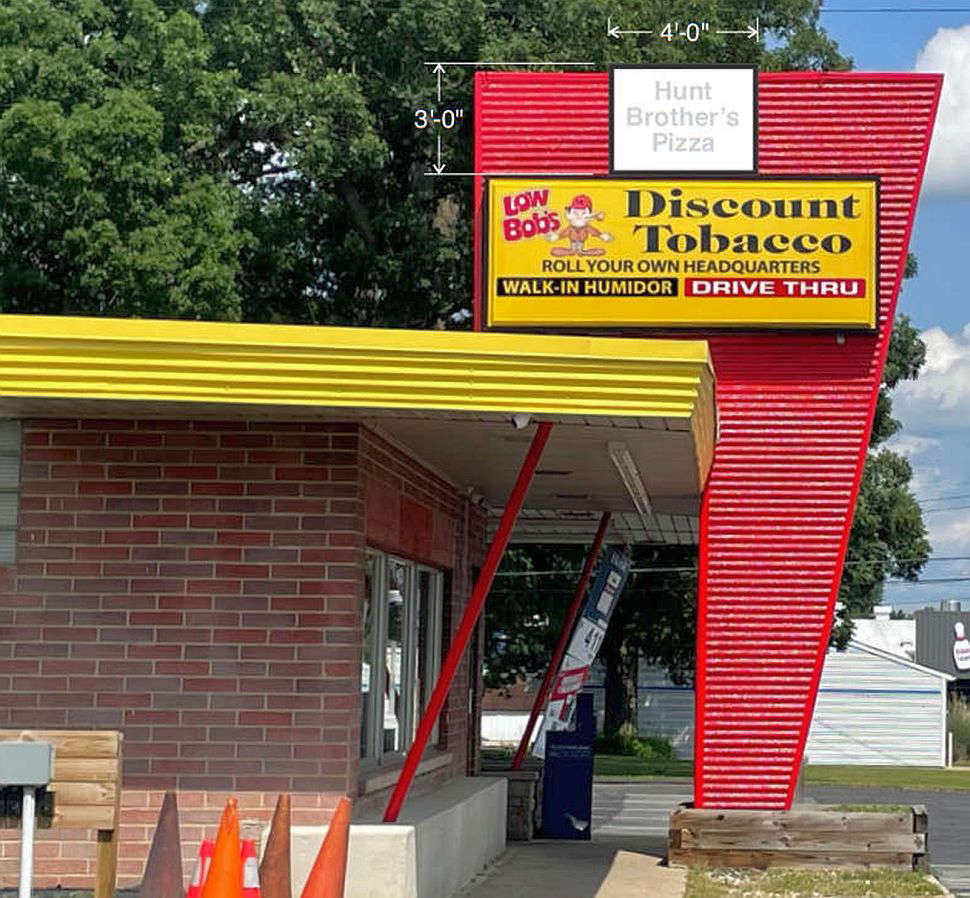 4'-0"
3'-0"
Hunt
Brother's
Pizza
LOW
BOB'S
Discount
Tobacco
ROLL YOUR OWN HEADQUARTERS
WALK-IN HUMIDOR DRIVE THRU